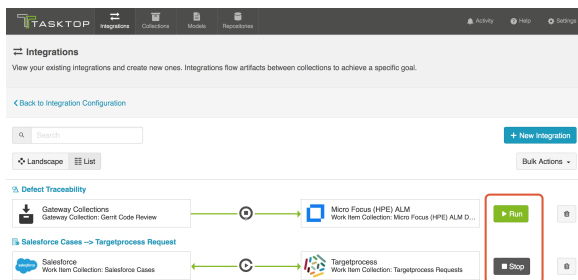 TASKTOP
Integrations
Collections
Models
Repositories
Activity
Help
Settings
Integrations
View your existing integrations and create new ones. Integrations flow artifacts between collections to achieve a specific goal.
Back to Integration Configuration
Search
+ New Integration
Landscape
List
Bulk Actions
Defect Traceability
Gateway Collections
Gateway Collection: Gerrit Code Review
Micro Focus (HPE) ALM
Work Item Collection: Micro Focus (HPE) ALM D...
Run
Salesforce Cases --> Targetprocess Request
salesforce
Salesforce
Work Item Collection: Salesforce Cases
Targetprocess
Work Item Collection: Targetprocess Requests
Stop